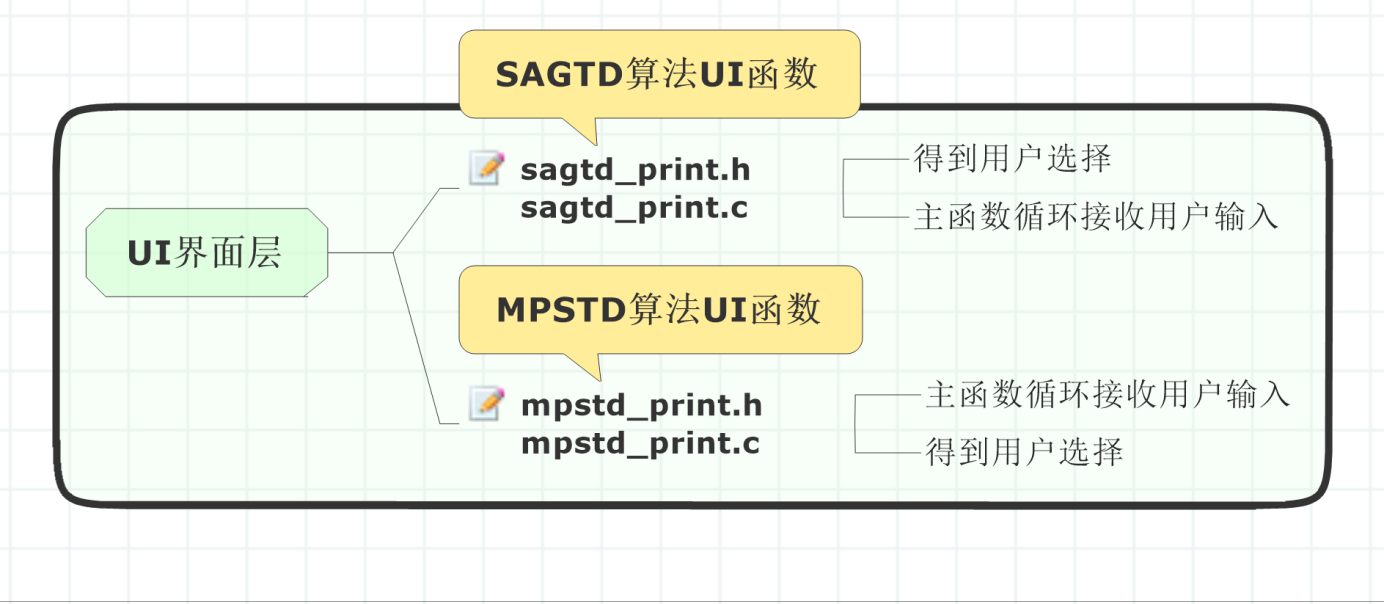 SAGTD算法UI函数
sagtd_print.h
sagtd_print.c
得到用户选择
主函数循环接收用户输入
UI界面层
MPSTD算法UI函数
mpstd_print.h
mpstd_print.c
主函数循环接收用户输入
得到用户选择